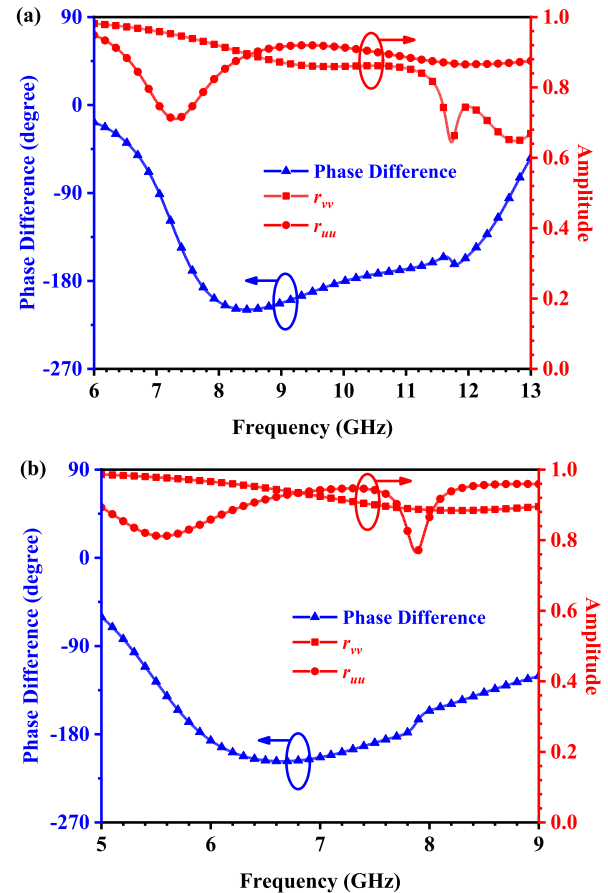 (a)
90
0
-90
-180
-270
Phase Difference (degree)
1.0
0.8
0.6
0.4
0.2
0.0
Amplitude
Phase Difference
r_vv
r_uu
6 7 8 9 10 11 12 13
Frequency (GHz)
(b)
90
0
-90
-180
-270
Phase Difference (degree)
1.0
0.8
0.6
0.4
0.2
0.0
Amplitude
Phase Difference
r_vv
r_uu
5 6 7 8 9
Frequency (GHz)